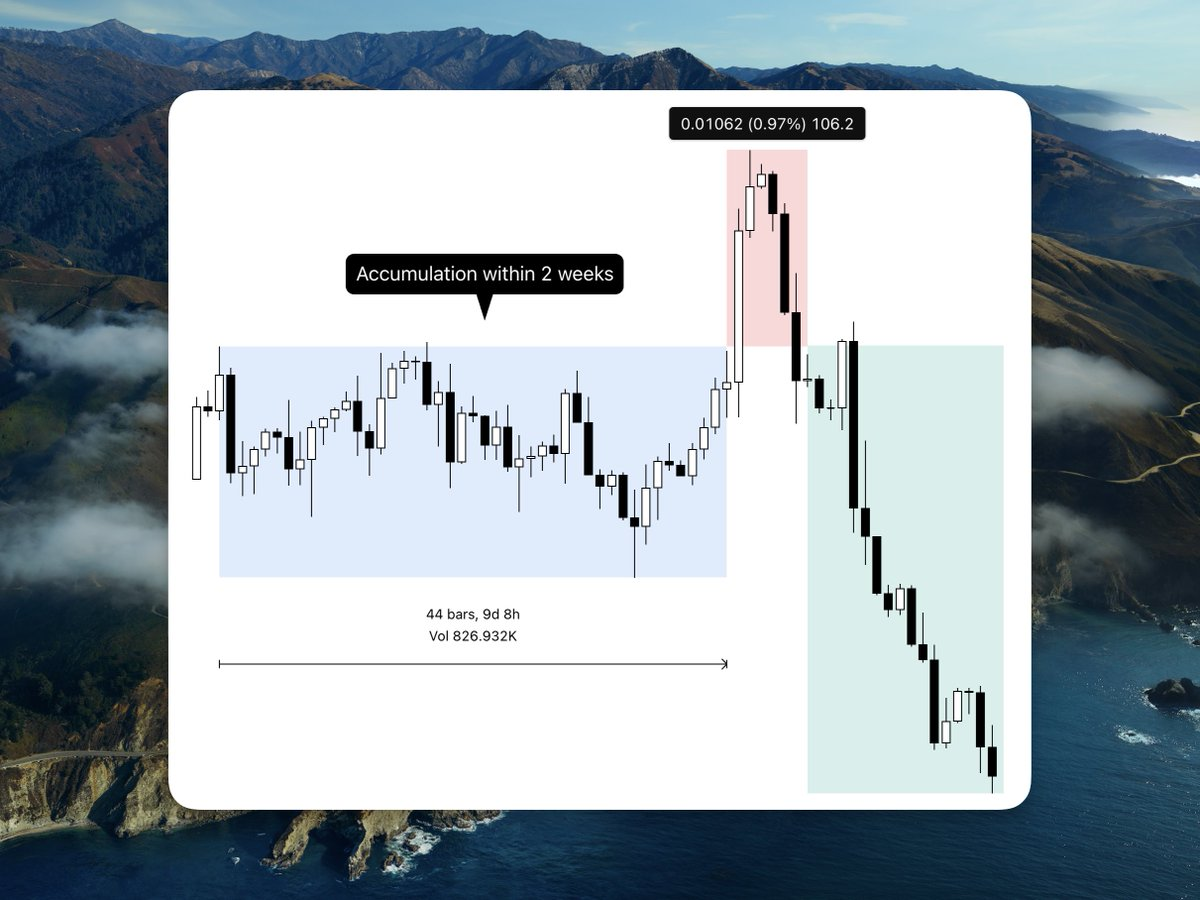 0.01062 (0.97%) 106.2
Accumulation within 2 weeks
44 bars, 9d 8h
Vol 826.932K